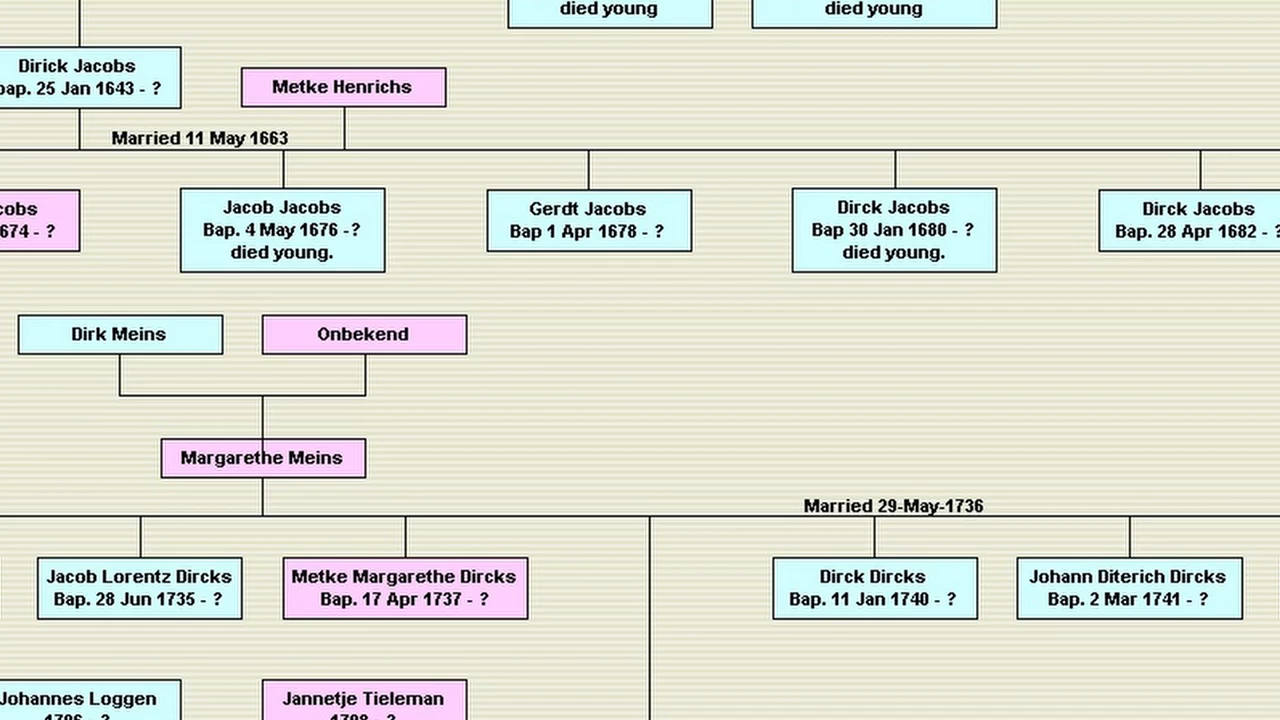 died young
died young
Dirick Jacobs
bap. 25 Jan 1643 - ?
Metke Henrichs
Married 11 May 1663
cobs
674 - ?
Jacob Jacobs
Bap. 4 May 1676 -?
died young.
Gerdt Jacobs
Bap 1 Apr 1678 - ?
Dirck Jacobs
Bap 30 Jan 1680 - ?
died young.
Dirck Jacobs
Bap. 28 Apr 1682 - ?
Dirk Meins
Onbekend
Margarethe Meins
Married 29-May-1736
Jacob Lorentz Dircks
Bap. 28 Jun 1735 - ?
Metke Margarethe Dircks
Bap. 17 Apr 1737 - ?
Dirck Dircks
Bap. 11 Jan 1740 - ?
Johann Diterich Dircks
Bap. 2 Mar 1741 - ?
Johannes Loggen
Jannetje Tieleman